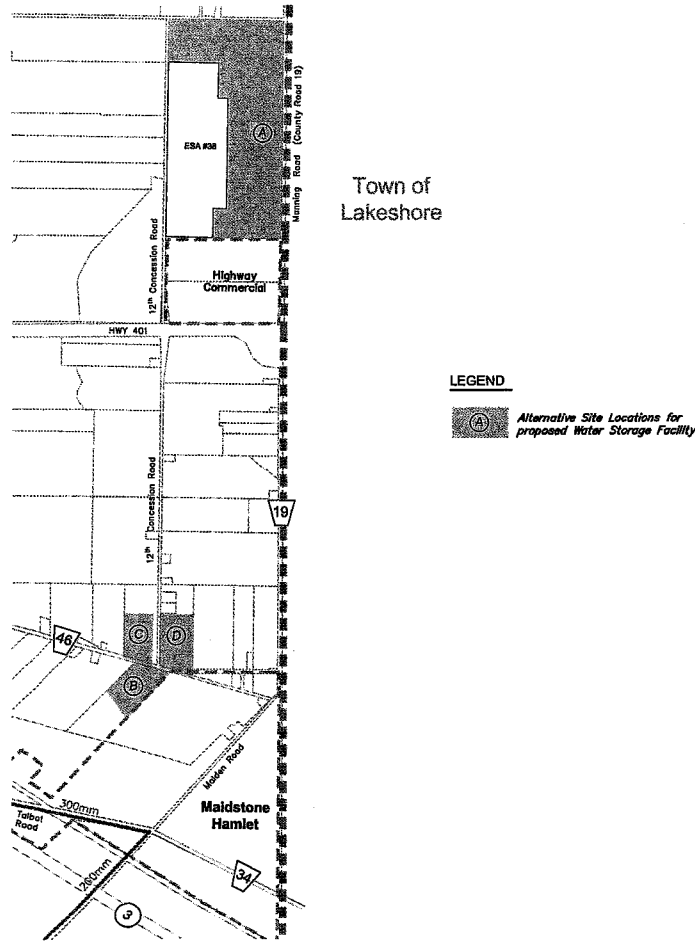 ESA #38
A
Manning Road (County Road 19)
Town of
Lakeshore
12th Concession Road
Highway
Commercial
HWY 401
LEGEND
A
Alternative Site Locations for
proposed Water Storage Facility
12th Concession Road
19
C
D
46
B
Malden Road
300mm
Talbot
Road
Maidstone
Hamlet
200mm
34
3